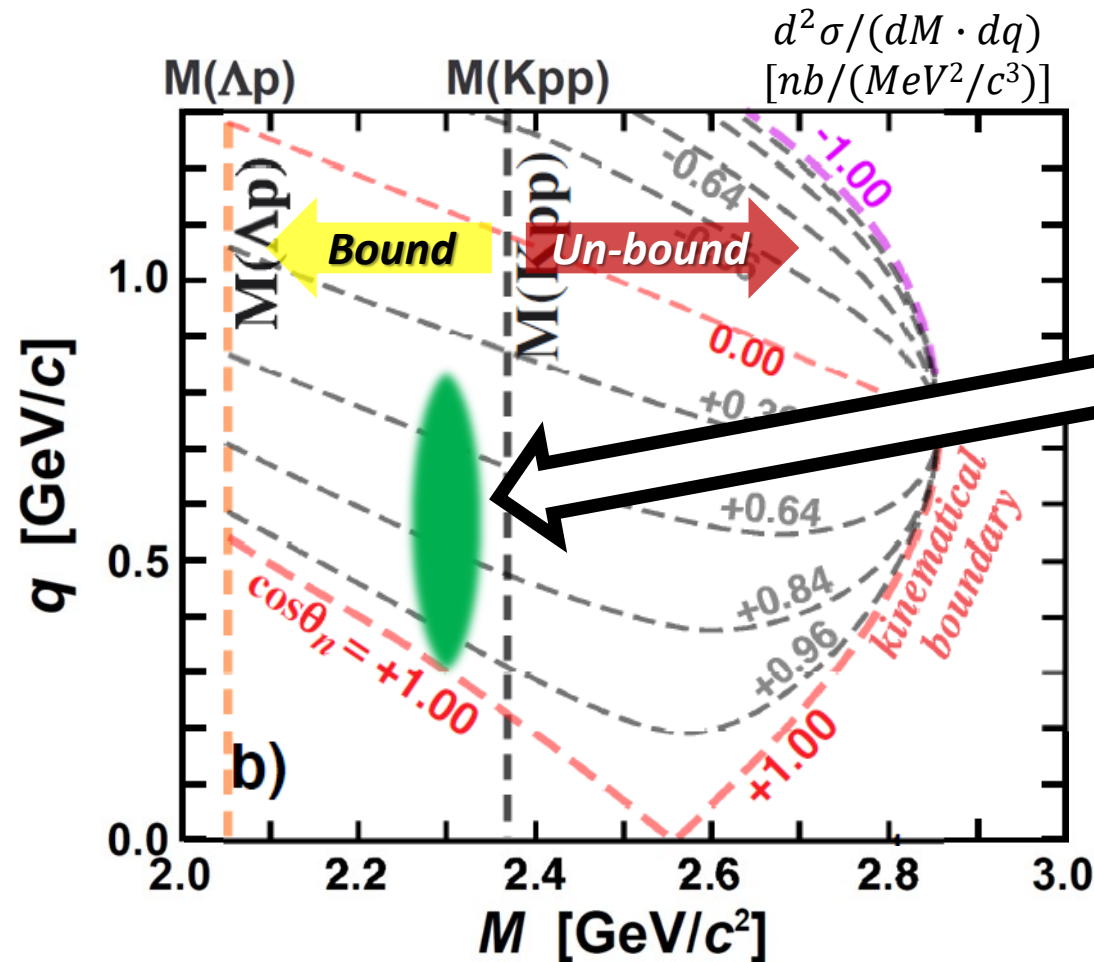 d²σ/(dM · dq)
[nb/(MeV²/c³)]
M(Λp)
M(Kpp)
-1.00
-0.64
M(Λp)
Bound
M(Kpp)
Un-bound
1.0
0.00
q [GeV/c]
+0.64
kinematical
boundary
0.5
+0.84
+0.96
cosθₙ = +1.00
+1.00
b)
0.0
2.0
2.2
2.4
2.6
2.8
3.0
M [GeV/c²]